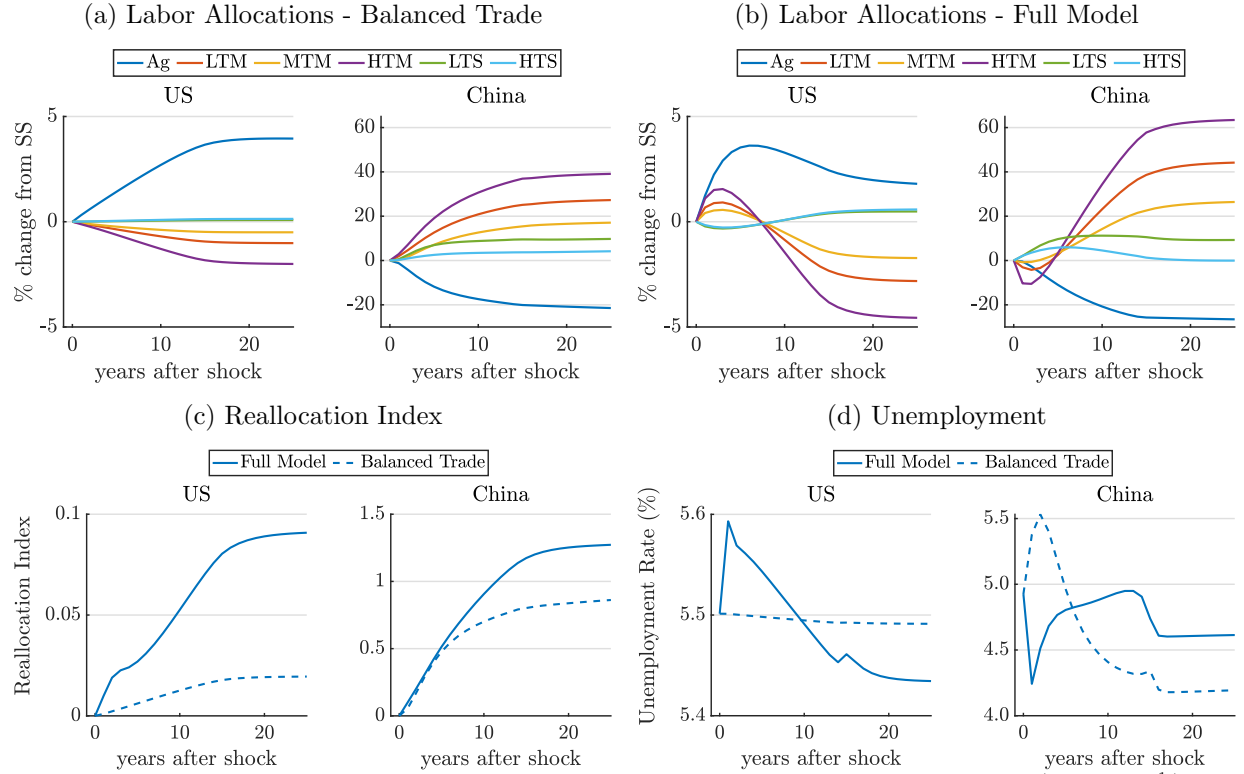 (a) Labor Allocations - Balanced Trade
(b) Labor Allocations - Full Model
Ag LTM MTM HTM LTS HTS
Ag LTM MTM HTM LTS HTS
US
China
US
China
% change from SS
5
0
-5
0
10
20
years after shock
60
40
20
0
-20
0
10
20
years after shock
% change from SS
5
0
-5
0
10
20
years after shock
60
40
20
0
-20
0
10
20
years after shock
(c) Reallocation Index
(d) Unemployment
Full Model Balanced Trade
Full Model Balanced Trade
US
China
US
China
Reallocation Index
0.1
0.05
0
0
10
20
years after shock
1.5
1
0.5
0
0
10
20
years after shock
Unemployment Rate (%)
5.6
5.5
5.4
0
10
20
years after shock
5.5
5.0
4.5
4.0
0
10
20
years after shock